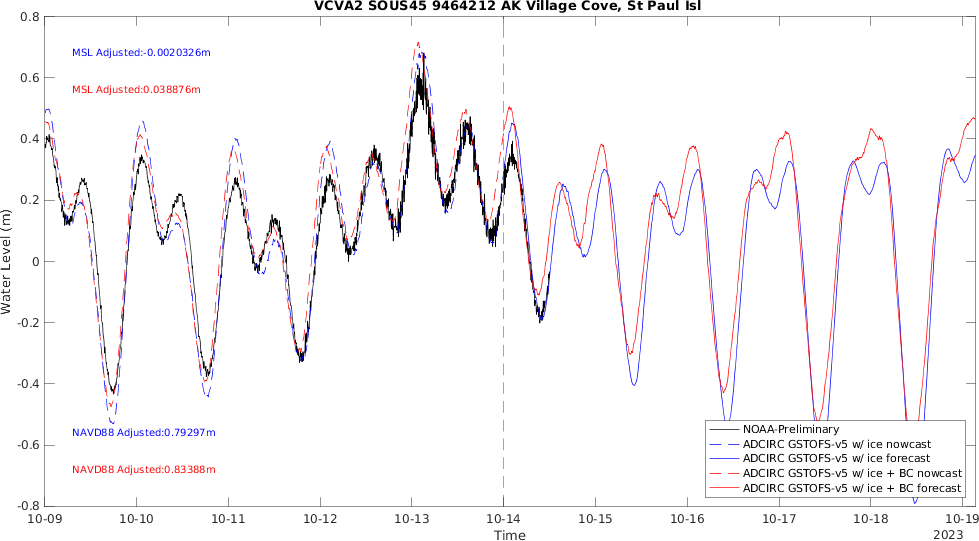 VCVA2 SOUS45 9464212 AK Village Cove, St Paul Isl
0.8
0.6
0.4
0.2
0
-0.2
-0.4
-0.6
-0.8
Water Level (m)
MSL Adjusted:-0.0020326m
MSL Adjusted:0.038876m
NAVD88 Adjusted:0.79297m
NAVD88 Adjusted:0.83388m
NOAA-Preliminary
ADCIRC GSTOFS-v5 w/ ice nowcast
ADCIRC GSTOFS-v5 w/ ice forecast
ADCIRC GSTOFS-v5 w/ ice + BC nowcast
ADCIRC GSTOFS-v5 w/ ice + BC forecast
10-09 10-10 10-11 10-12 10-13 10-14 10-15 10-16 10-17 10-18 10-19
Time
2023